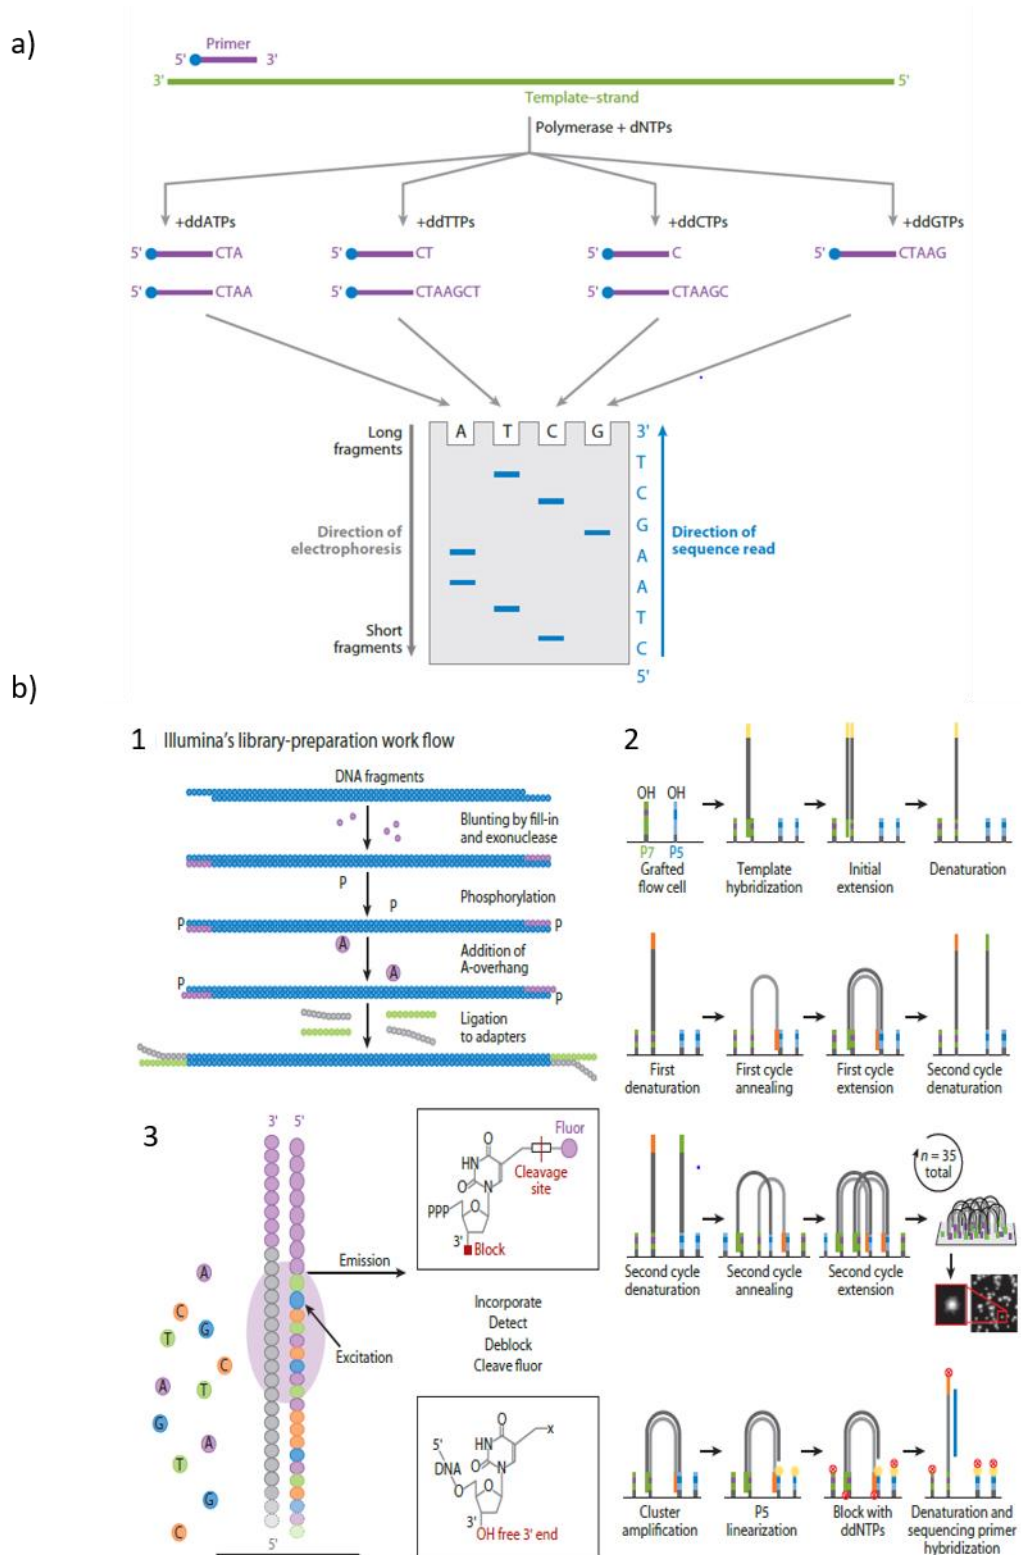 a)
Primer
5' 3'
3' 5'
Template–strand
Polymerase + dNTPs
+ddATPs +ddTTPs +ddCTPs +ddGTPs
5' CTA 5' CT 5' C 5' CTAAG
5' CTAA 5' CTAAGCT 5' CTAAGC
Long
fragments
A T C G
3'
T
C
G
A
A
T
C
5'
Direction of
electrophoresis
Direction of
sequence read
Short
fragments
b)
1 Illumina's library-preparation work flow
DNA fragments
Blunting by fill-in
and exonuclease
P
P
Phosphorylation
P P
A
A
Addition of
A-overhang
P
P
Ligation
to adapters
2
OH OH
P7 P5
Grafted
flow cell
Template
hybridization
Initial
extension
Denaturation
First
denaturation
First cycle
annealing
First cycle
extension
Second cycle
denaturation
n = 35
total
Second cycle
denaturation
Second cycle
annealing
Second cycle
extension
Cluster
amplification
P5
linearization
Block with
ddNTPs
Denaturation and
sequencing primer
hybridization
3
3' 5'
A
C
G
T
C
A
T
G
A
T
G
C
5'
Emission
Excitation
O
HN
O
N
PPP
O
3'
Block
Fluor
Cleavage
site
Incorporate
Detect
Deblock
Cleave fluor
O
X
HN
5'
O
N
DNA
O
O
3'
OH free 3' end